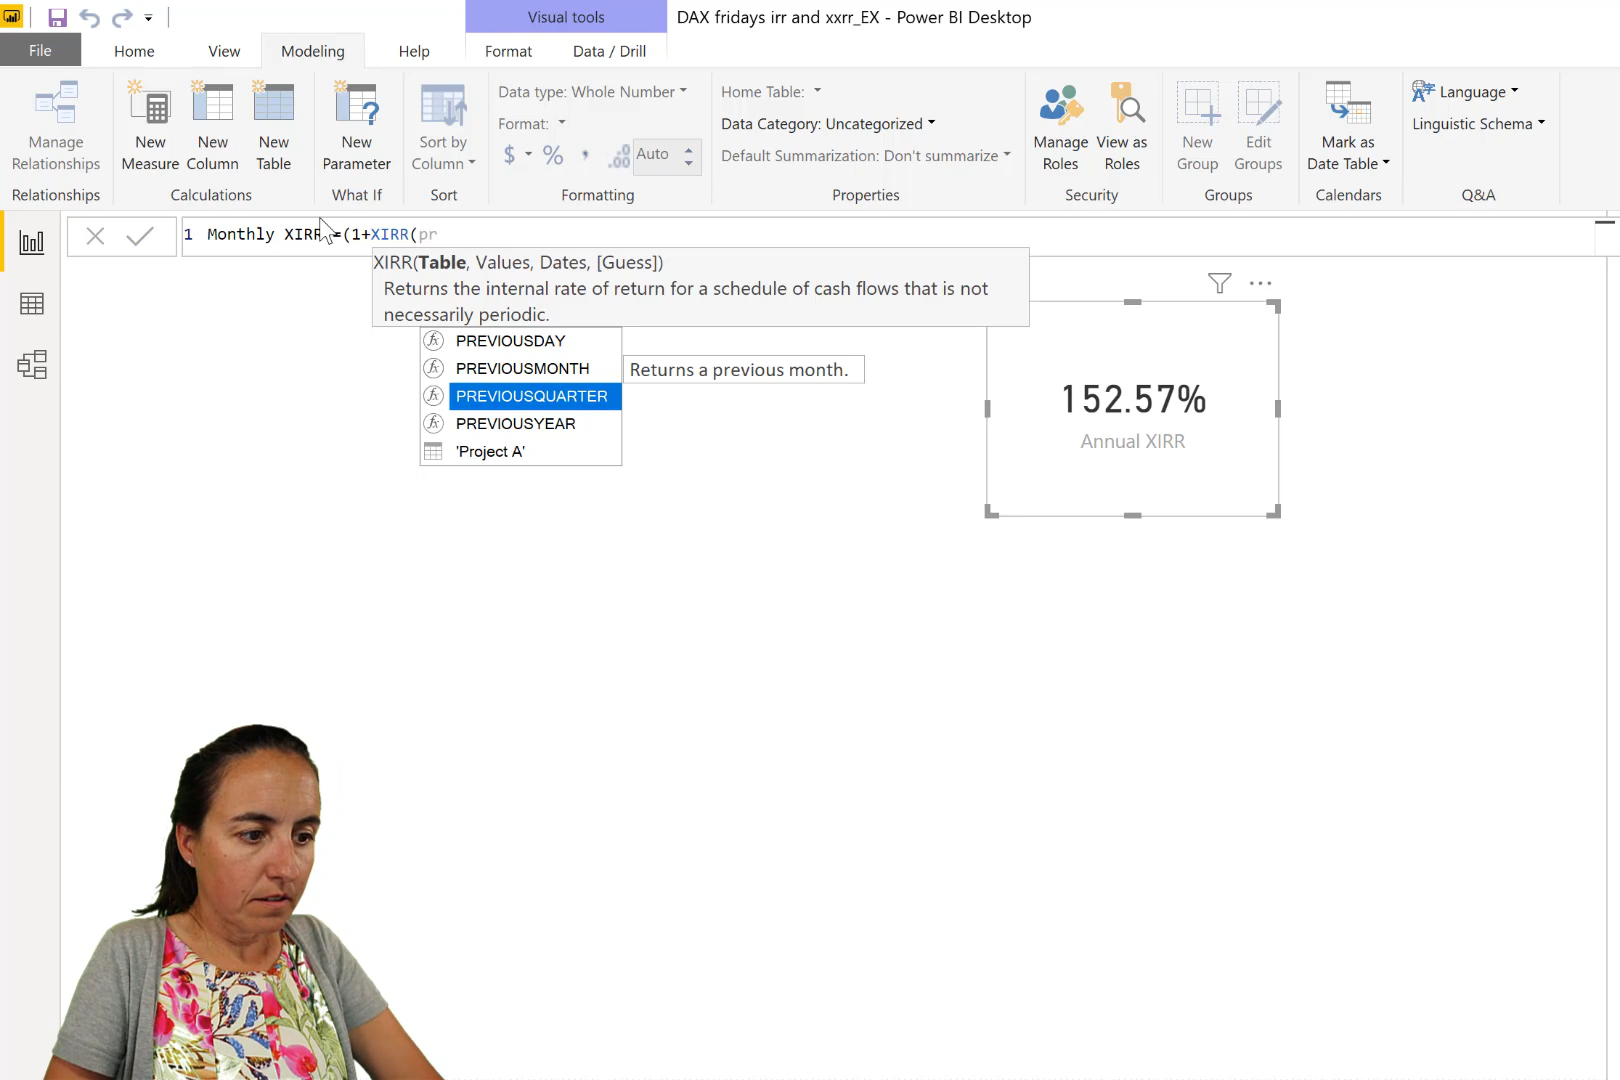 Visual tools
DAX fridays irr and xxrr_EX - Power BI Desktop
File
Home
View
Modeling
Help
Format
Data / Drill
Manage
Relationships
New
Measure
New
Column
New
Table
New
Parameter
Sort by
Column
Data type: Whole Number
Format:
$ % , .00 Auto
Home Table:
Data Category: Uncategorized
Default Summarization: Don't summarize
Manage
Roles
View as
Roles
New
Group
Edit
Groups
Mark as
Date Table
Language
Linguistic Schema
Relationships
Calculations
What If
Sort
Formatting
Properties
Security
Groups
Calendars
Q&A
1 Monthly XIRR =(1+XIRR(pr
XIRR(Table, Values, Dates, [Guess])
Returns the internal rate of return for a schedule of cash flows that is not
necessarily periodic.
PREVIOUSDAY
PREVIOUSMONTH
Returns a previous month.
PREVIOUSQUARTER
PREVIOUSYEAR
'Project A'
152.57%
Annual XIRR